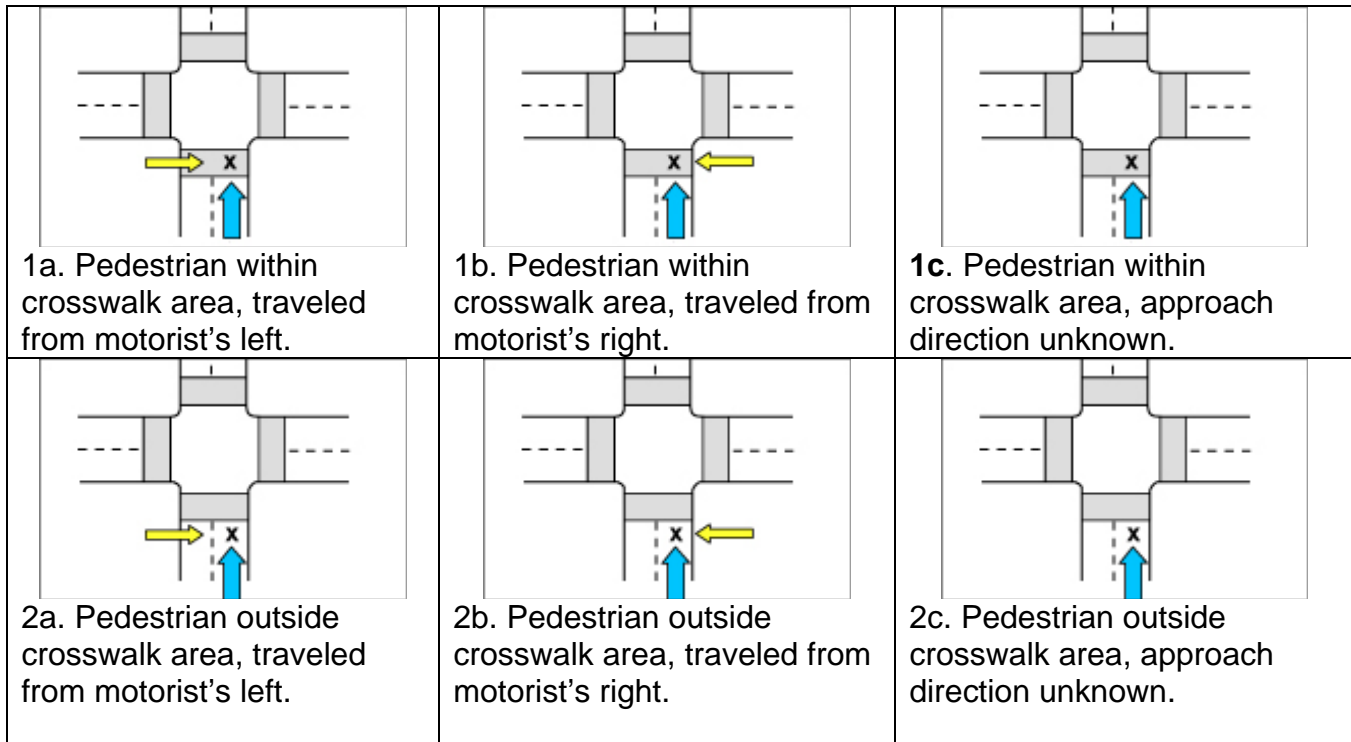 X
1a. Pedestrian within
crosswalk area, traveled
from motorist's left.
X
1b. Pedestrian within
crosswalk area, traveled from
motorist's right.
X
1c. Pedestrian within
crosswalk area, approach
direction unknown.
X
2a. Pedestrian outside
crosswalk area, traveled
from motorist's left.
X
2b. Pedestrian outside
crosswalk area, traveled from
motorist's right.
X
2c. Pedestrian outside
crosswalk area, approach
direction unknown.